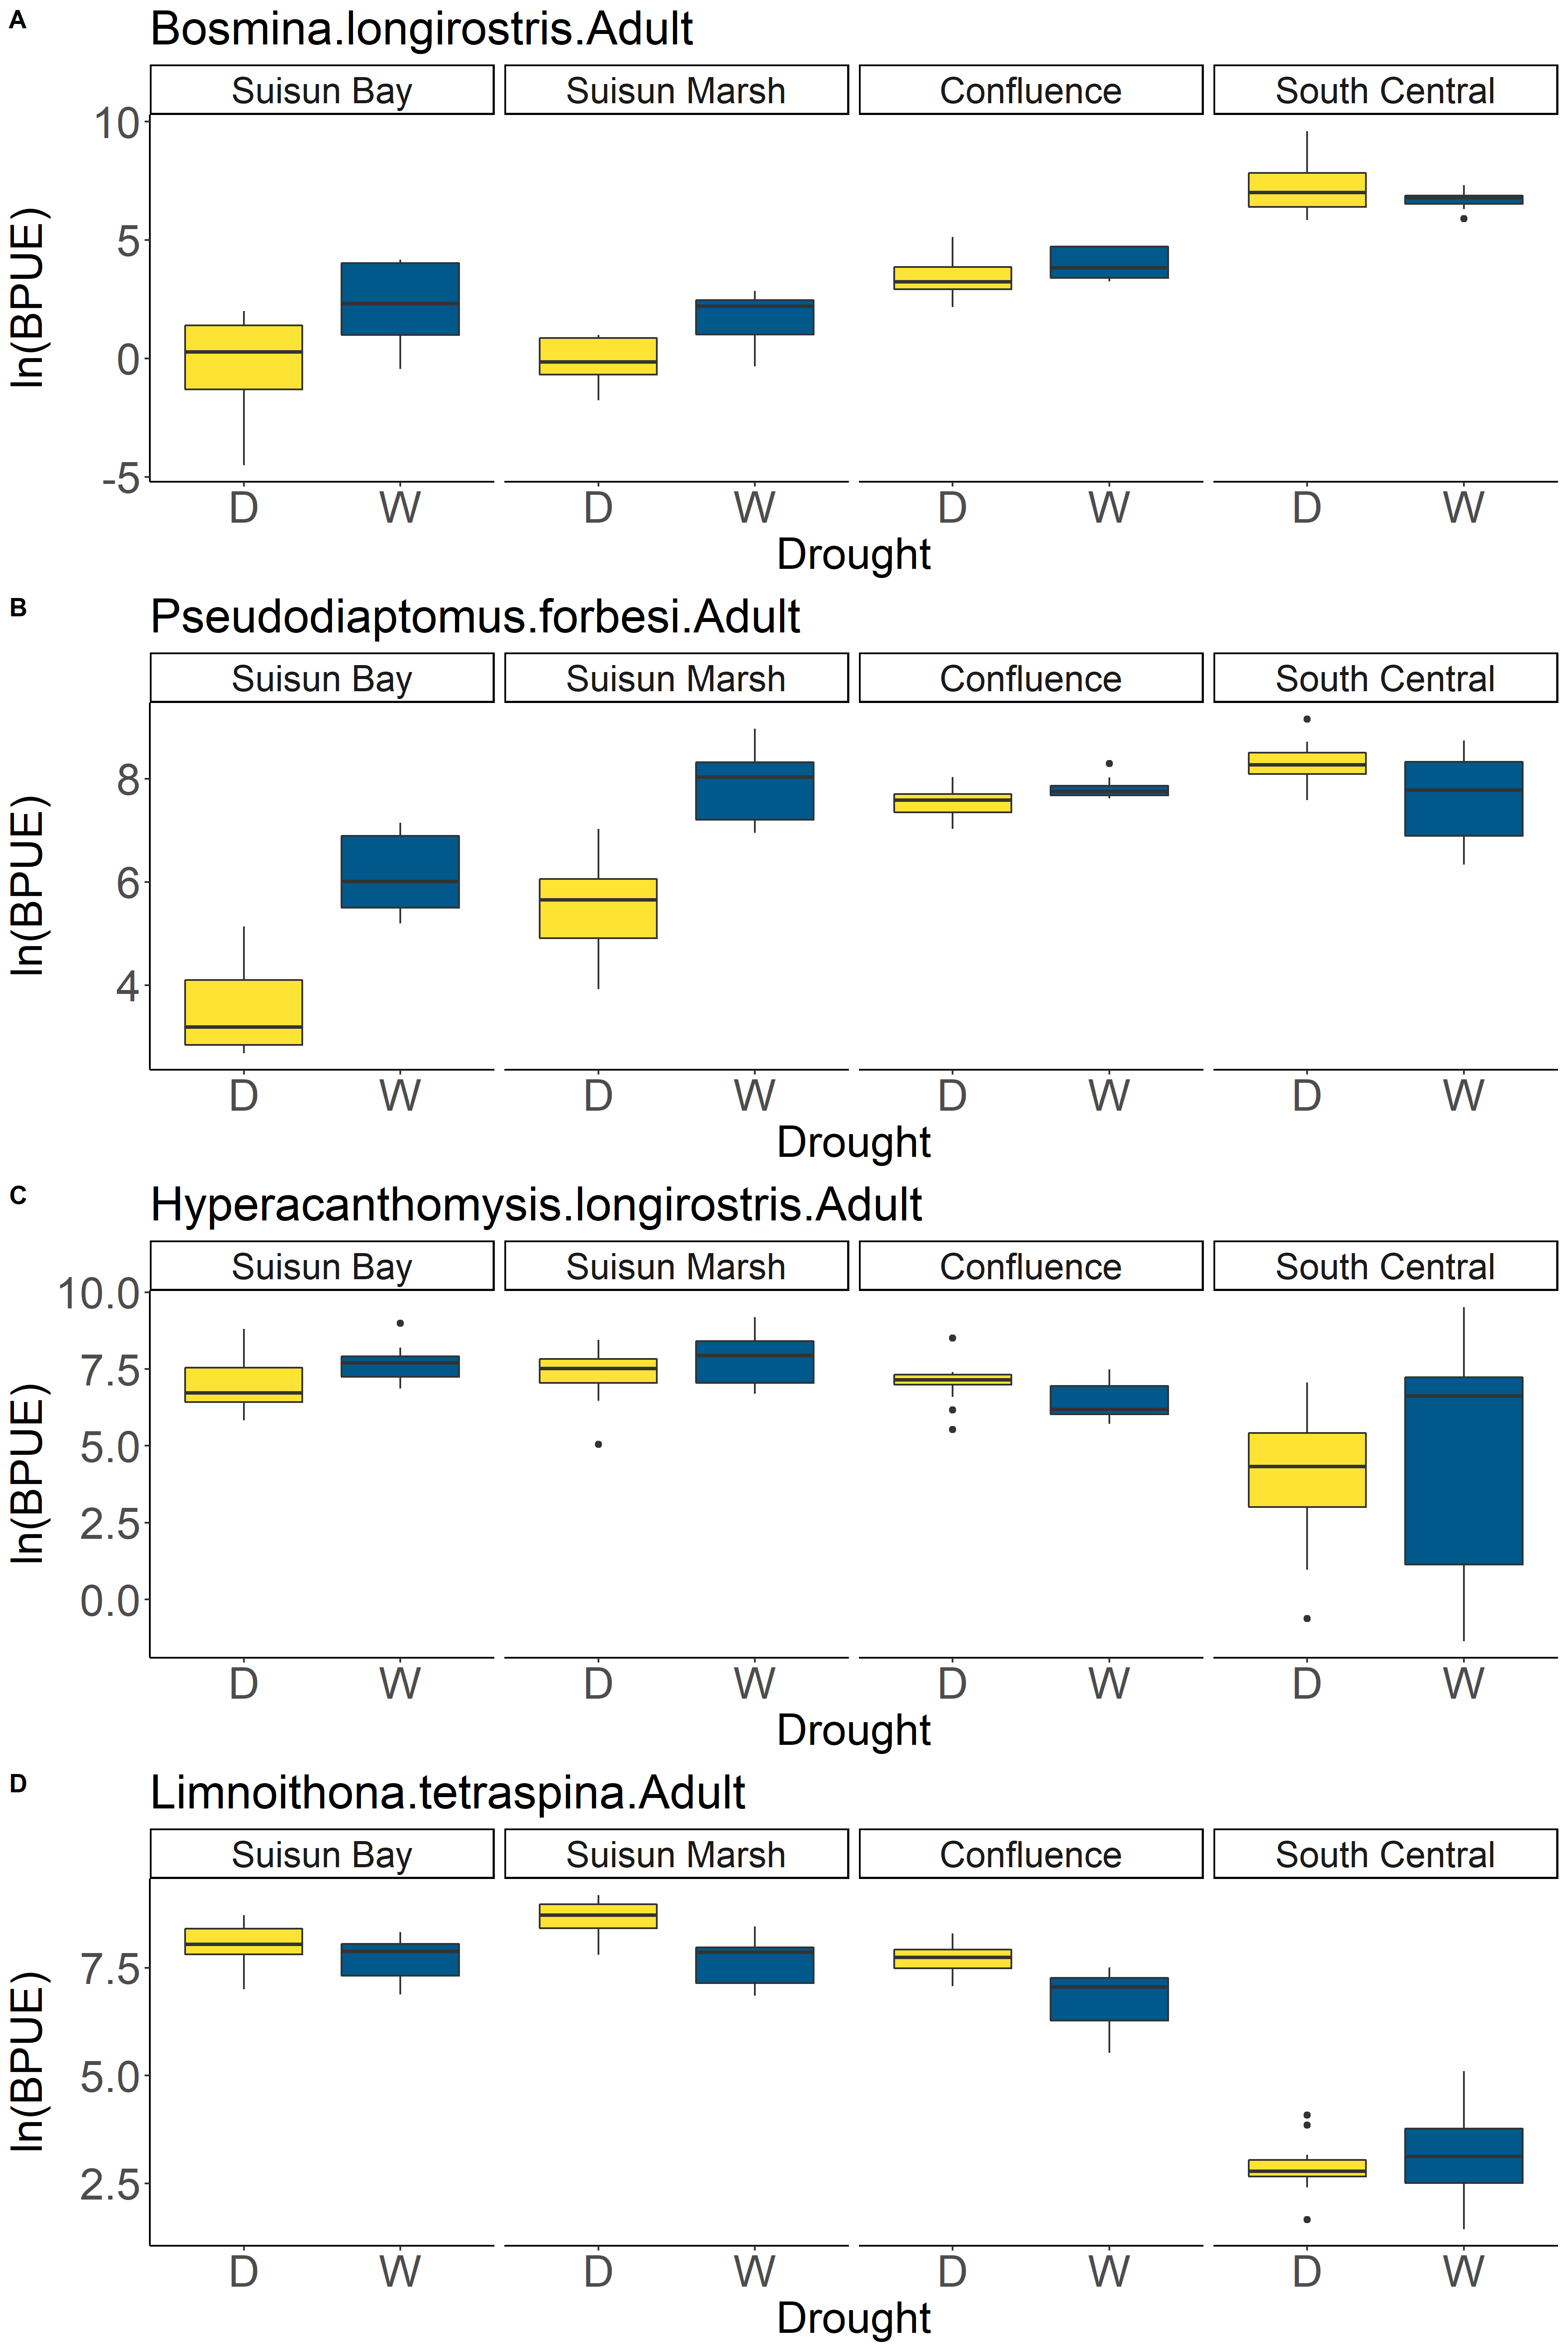 A
Bosmina.longirostris.Adult
Suisun Bay Suisun Marsh Confluence South Central
10
5
0
-5
ln(BPUE)
D W D W D W D W
Drought
B
Pseudodiaptomus.forbesi.Adult
Suisun Bay Suisun Marsh Confluence South Central
8
6
4
ln(BPUE)
D W D W D W D W
Drought
C
Hyperacanthomysis.longirostris.Adult
Suisun Bay Suisun Marsh Confluence South Central
10.0
7.5
5.0
2.5
0.0
ln(BPUE)
D W D W D W D W
Drought
D
Limnoithona.tetraspina.Adult
Suisun Bay Suisun Marsh Confluence South Central
7.5
5.0
2.5
ln(BPUE)
D W D W D W D W
Drought